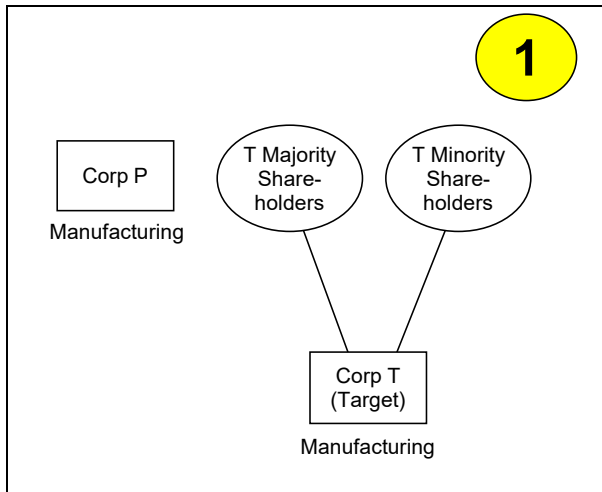 1
Corp P
Manufacturing
T Majority
Share-
holders
T Minority
Share-
holders
Corp T
(Target)
Manufacturing